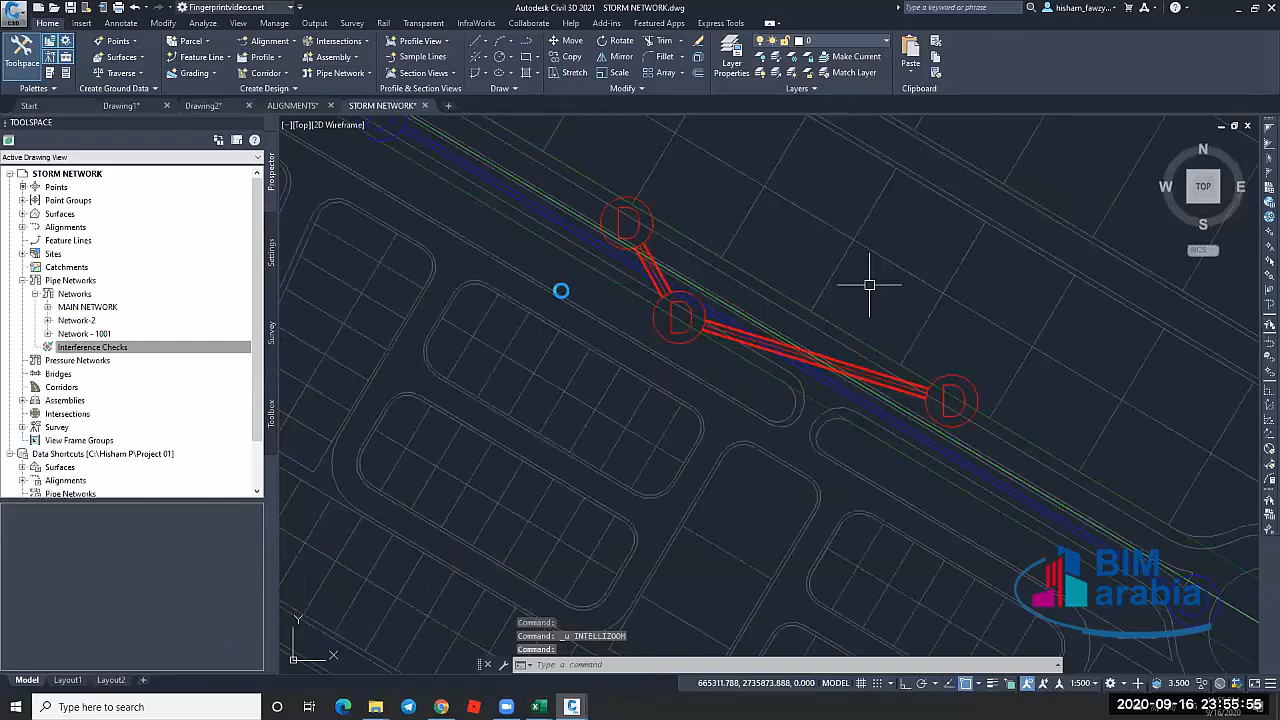 Fingerprintvideos.net
Autodesk Civil 3D 2021 STORM NETWORK.dwg
Type a keyword or phrase
hisham_fawzy...
C3D
Home Insert Annotate Modify Analyze View Manage Output Survey Rail Transparent InfraWorks Collaborate Help Add-ins Featured Apps Express Tools
Toolspace
Points
Surfaces
Traverse
Parcel
Feature Line
Grading
Alignment
Profile
Corridor
Intersections
Assembly
Pipe Network
Profile View
Sample Lines
Section Views
Move
Copy
Stretch
Rotate
Mirror
Scale
Trim
Fillet
Array
Layer
Properties
0
Make Current
Match Layer
Paste
Palettes Create Ground Data Create Design Profile & Section Views Draw Modify Layers Clipboard
Start Drawing1* Drawing2* ALIGNMENTS* STORM NETWORK*
TOOLSPACE
Active Drawing View
STORM NETWORK
Points
Point Groups
Surfaces
Alignments
Feature Lines
Sites
Catchments
Pipe Networks
Networks
MAIN NETWORK
Network-2
Network - 1001
Interference Checks
Pressure Networks
Bridges
Corridors
Assemblies
Intersections
Survey
View Frame Groups
Data Shortcuts [C:\Hisham P\Project 01]
Surfaces
Alignments
Pipe Networks
Prospector
Settings
Survey
Toolbox
[−][Top][2D Wireframe]
N
W TOP E
S
WCS
D
D
D
BIM
arabia
Y
X
Command:
Command: _u INTELLIZOOM
Command:
Type a command
Model Layout1 Layout2
665311.788, 2735873.888, 0.000 MODEL
1:500
3.500
Type here to search
2020-09-16 23:55:55